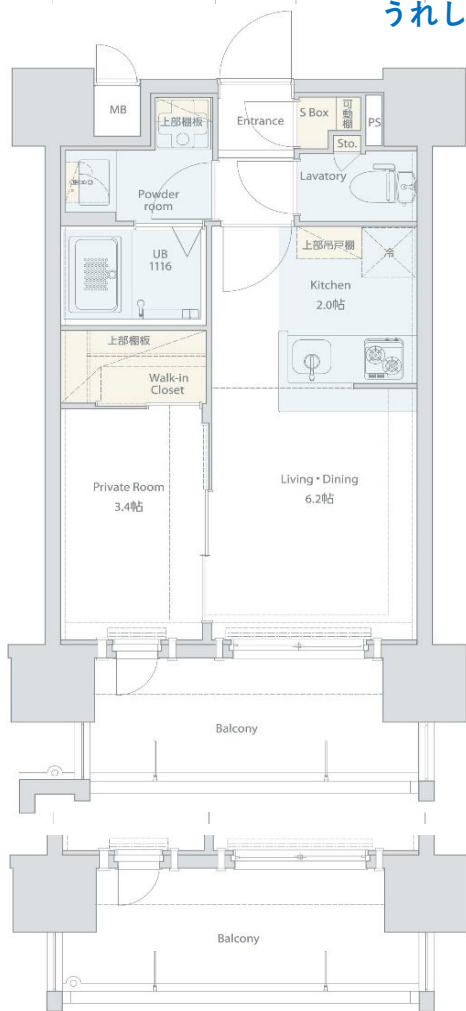 うれし
MB
上部棚板
Entrance
S Box
可動棚
PS
Sto.
Lavatory
Powder
room
UB
1116
上部吊戸棚
Kitchen
2.0帖
上部棚板
Walk-in
Closet
Private Room
3.4帖
Living・Dining
6.2帖
Balcony
Balcony